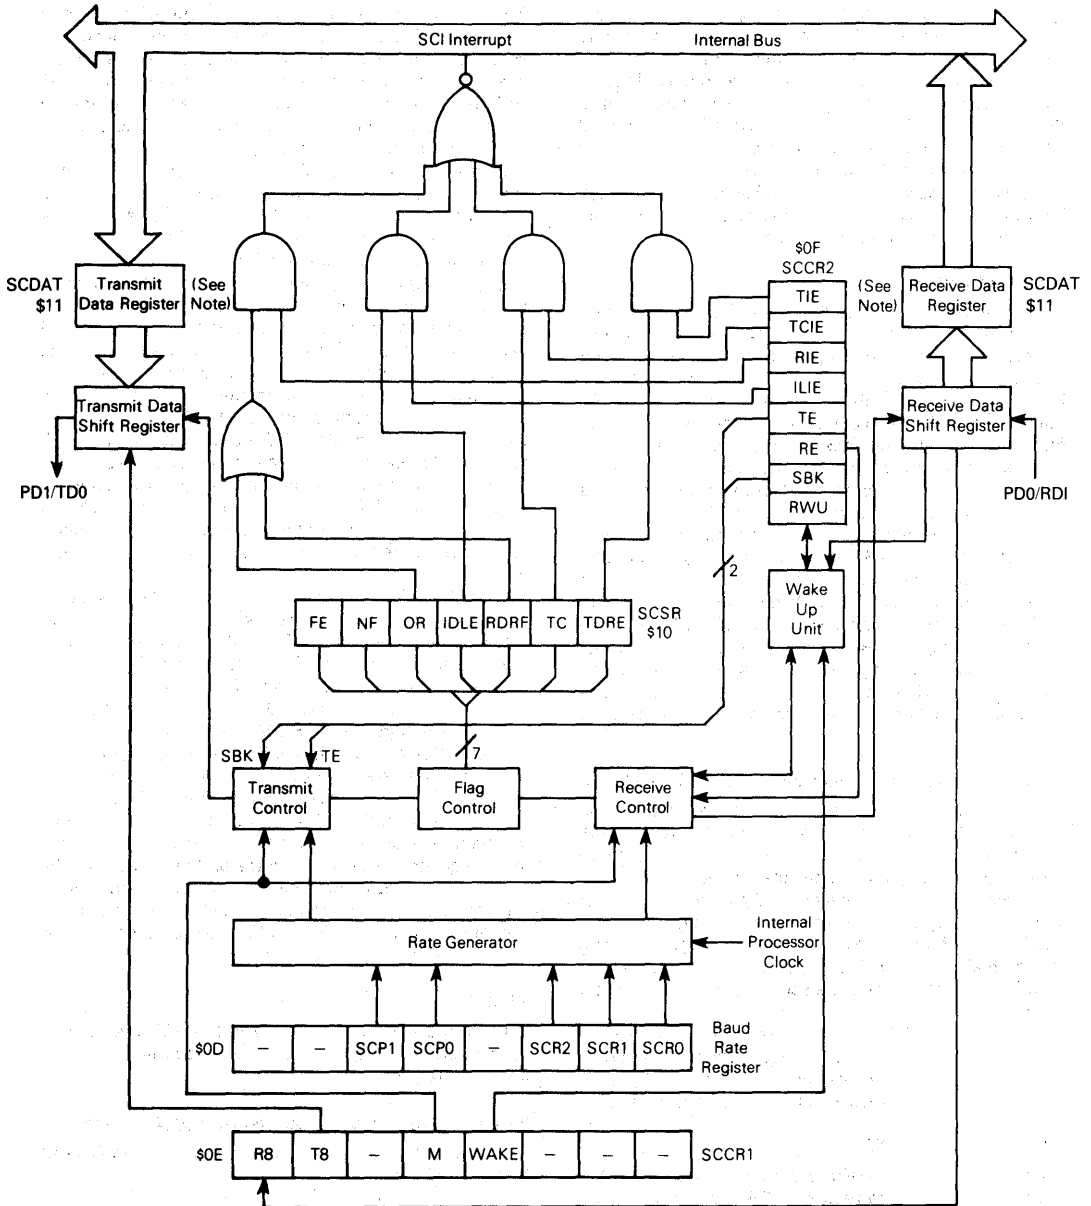 SCI Interrupt
Internal Bus
SCDAT
$11
Transmit
Data Register
(See
Note)
$0F
SCCR2
TIE
TCIE
RIE
ILIE
TE
RE
SBK
RWU
(See
Note)
Receive Data
Register
SCDAT
$11
Transmit Data
Shift Register
PD1/TD0
Receive Data
Shift Register
PD0/RDI
2
Wake
Up
Unit
FE
NF
OR
IDLE
RDRF
TC
TDRE
SCSR
$10
SBK
TE
7
Transmit
Control
Flag
Control
Receive
Control
Rate Generator
Internal
Processor
Clock
$0D
–
–
SCP1
SCP0
–
SCR2
SCR1
SCR0
Baud
Rate
Register
$0E
R8
T8
–
M
WAKE
–
–
–
SCCR1